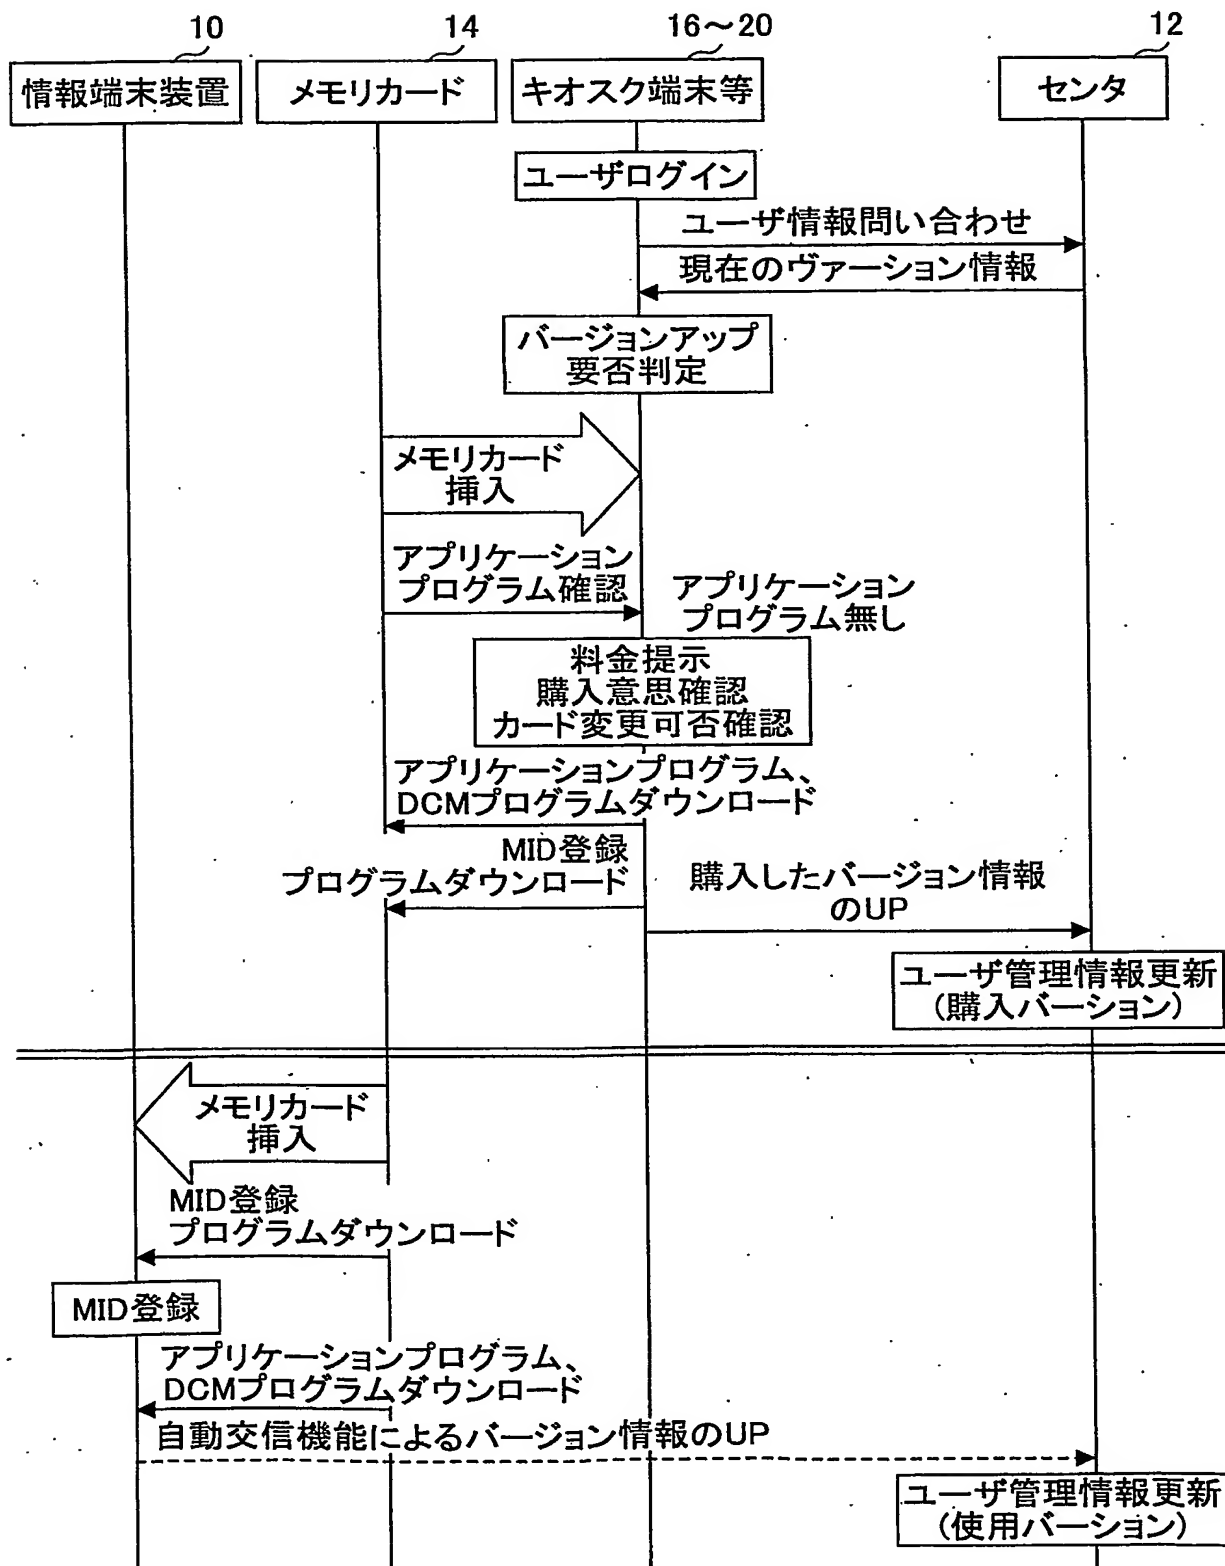 10
14
16～20
12
情報端末装置
メモリカード
キオスク端末等
センタ
ユーザログイン
ユーザ情報問い合わせ
現在のヴァーション情報
バージョンアップ
要否判定
メモリカード
挿入
アプリケーション
プログラム確認
アプリケーション
プログラム無し
料金提示
購入意思確認
カード変更可否確認
アプリケーションプログラム、
DCMプログラムダウンロード
MID登録
プログラムダウンロード
購入したバージョン情報
のUP
ユーザ管理情報更新
(購入バーション)
メモリカード
挿入
MID登録
プログラムダウンロード
MID登録
アプリケーションプログラム、
DCMプログラムダウンロード
自動交信機能によるバージョン情報のUP
ユーザ管理情報更新
(使用バーション)